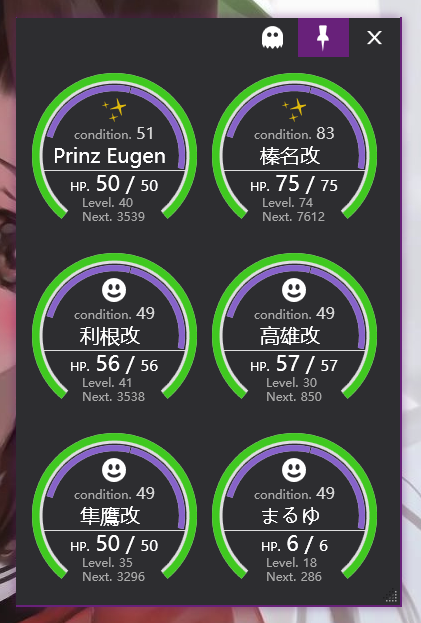 condition. 51
Prinz Eugen
HP. 50 / 50
Level. 40
Next. 3539
condition. 83
榛名改
HP. 75 / 75
Level. 74
Next. 7612
condition. 49
利根改
HP. 56 / 56
Level. 41
Next. 3538
condition. 49
高雄改
HP. 57 / 57
Level. 30
Next. 850
condition. 49
隼鷹改
HP. 50 / 50
Level. 35
Next. 3296
condition. 49
まるゆ
HP. 6 / 6
Level. 18
Next. 286